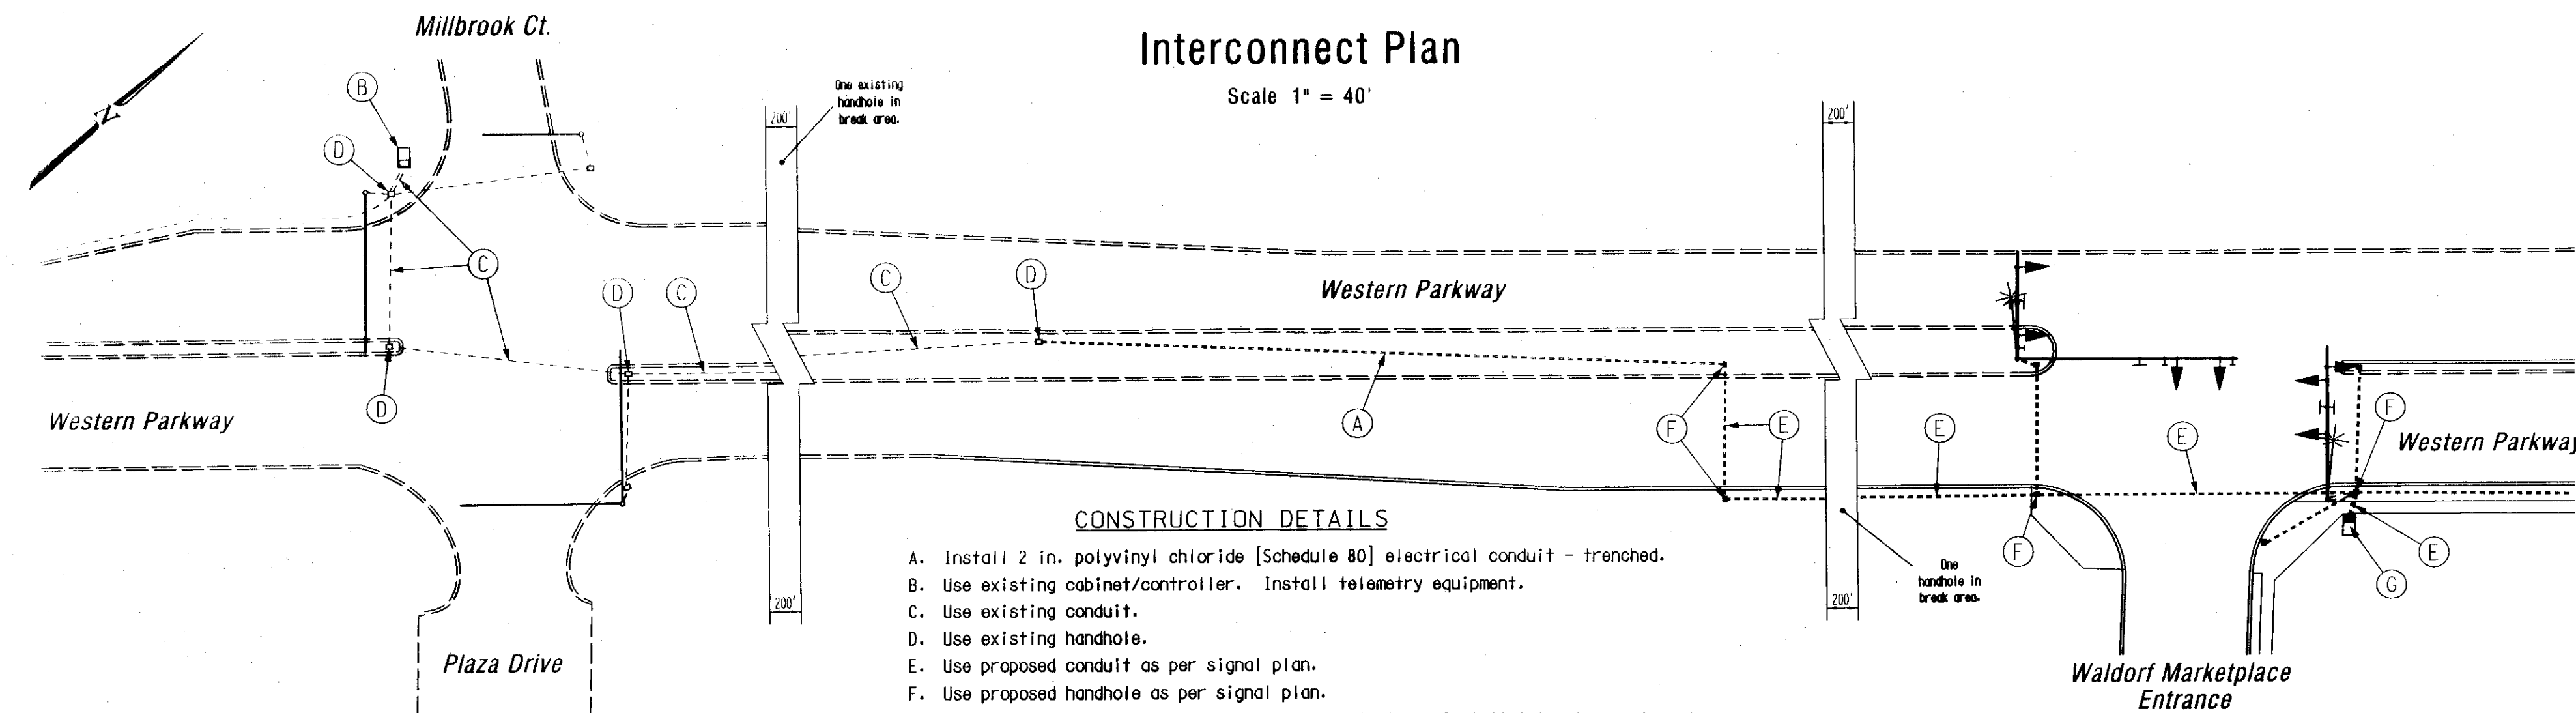 Millbrook Ct.
Interconnect Plan
Scale 1" = 40'
N
B
D
One existing
handhole in
break area.
200'
200'
C
D
C
C
D
Western Parkway
D
Western Parkway
A
F
E
E
E
F
Western Parkway
CONSTRUCTION DETAILS
A. Install 2 in. polyvinyl chloride [Schedule 80] electrical conduit - trenched.
B. Use existing cabinet/controller. Install telemetry equipment.
C. Use existing conduit.
D. Use existing handhole.
E. Use proposed conduit as per signal plan.
F. Use proposed handhole as per signal plan.
200'
200'
One
handhole in
break area.
F
E
G
Plaza Drive
Waldorf Marketplace
Entrance